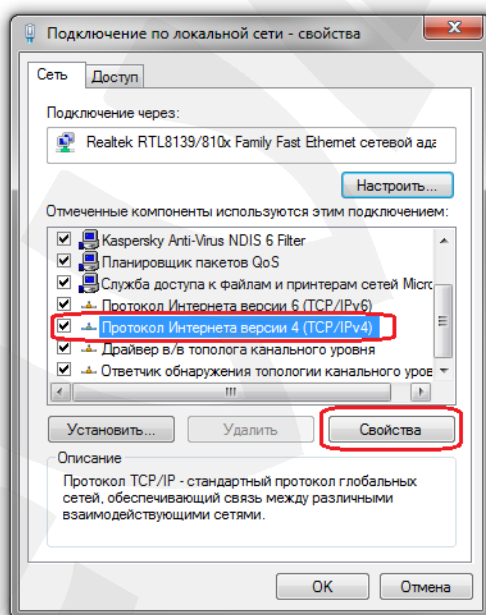 Подключение по локальной сети - свойства
Сеть
Доступ
Подключение через:
Realtek RTL8139/810x Family Fast Ethernet сетевой ада
Настроить...
Отмеченные компоненты используются этим подключением:
Kaspersky Anti-Virus NDIS 6 Filter
Планировщик пакетов QoS
Служба доступа к файлам и принтерам сетей Micro
Протокол Интернета версии 6 (TCP/IPv6)
Протокол Интернета версии 4 (TCP/IPv4)
Драйвер в/в тополога канального уровня
Ответчик обнаружения топологии канального уров
Установить...
Удалить
Свойства
Описание
Протокол TCP/IP - стандартный протокол глобальных
сетей, обеспечивающий связь между различными
взаимодействующими сетями.
OK
Отмена